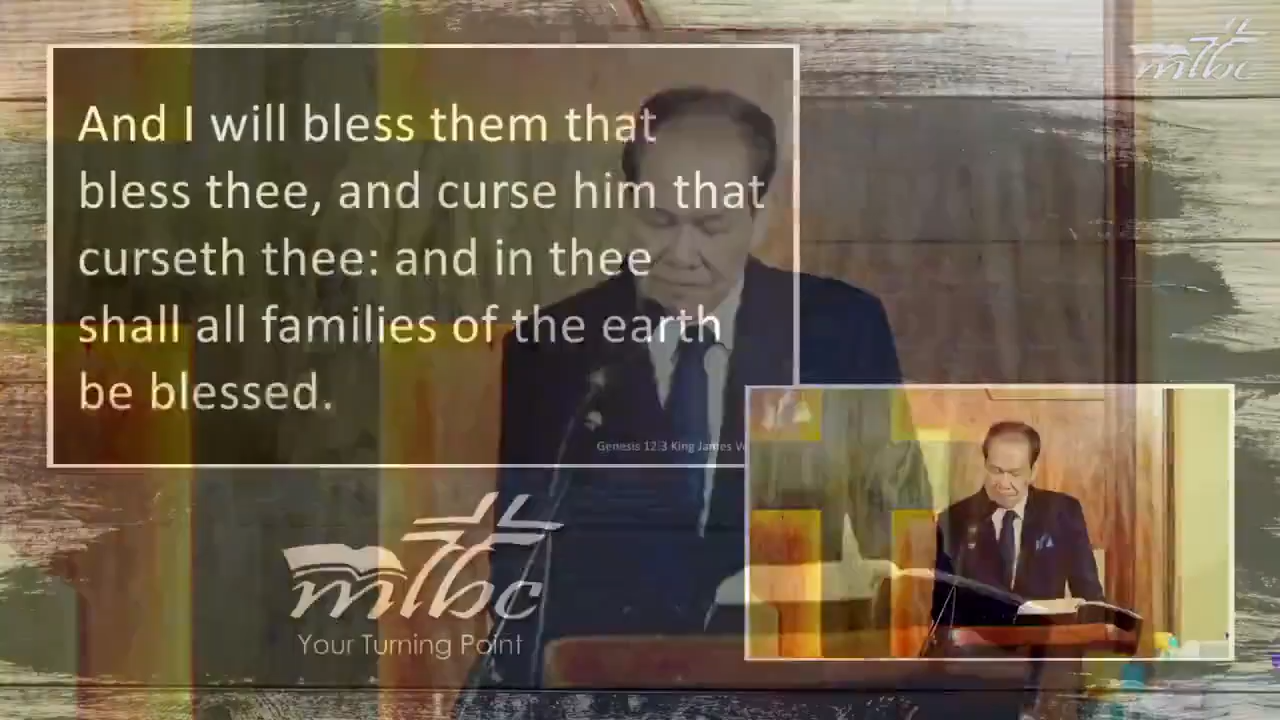 And I will bless them that
bless thee, and curse him that
curseth thee: and in thee
shall all families of the earth
be blessed.
Genesis 12:3 King James
mlbc
Your Turning Point
mlbc